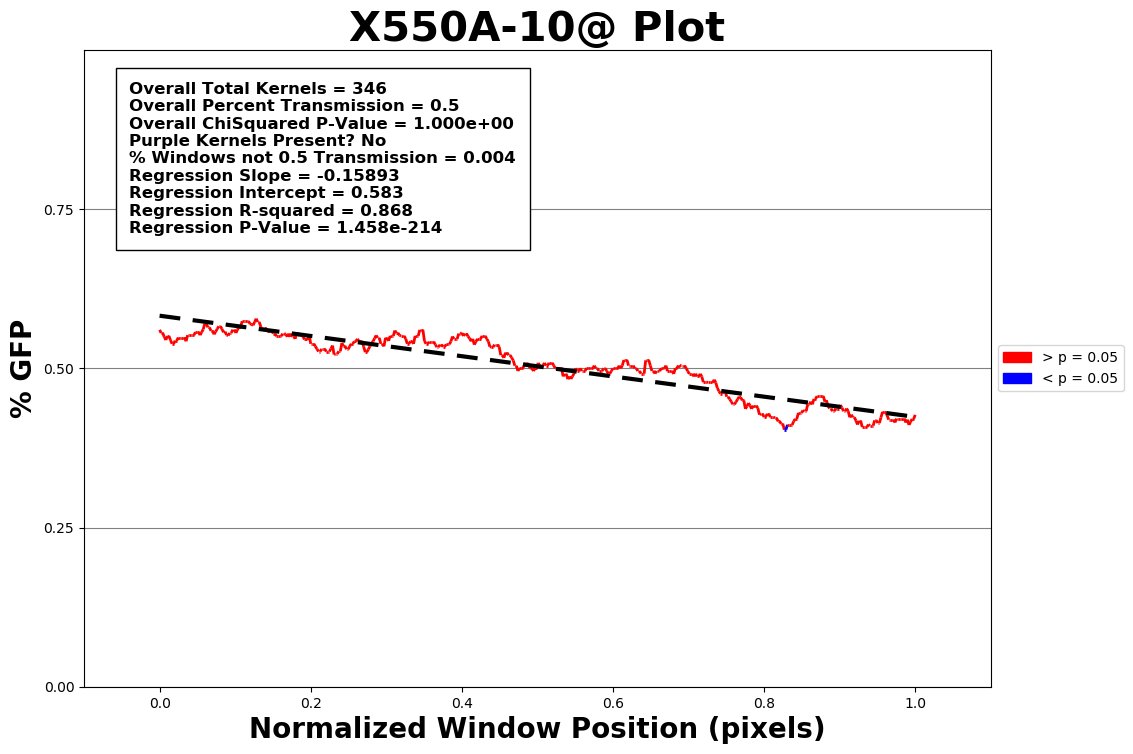 X550A-10@ Plot
Overall Total Kernels = 346
Overall Percent Transmission = 0.5
Overall ChiSquared P-Value = 1.000e+00
Purple Kernels Present? No
% Windows not 0.5 Transmission = 0.004
Regression Slope = -0.15893
Regression Intercept = 0.583
Regression R-squared = 0.868
Regression P-Value = 1.458e-214
% GFP
0.75
0.50
0.25
0.00
> p = 0.05
< p = 0.05
0.0 0.2 0.4 0.6 0.8 1.0
Normalized Window Position (pixels)